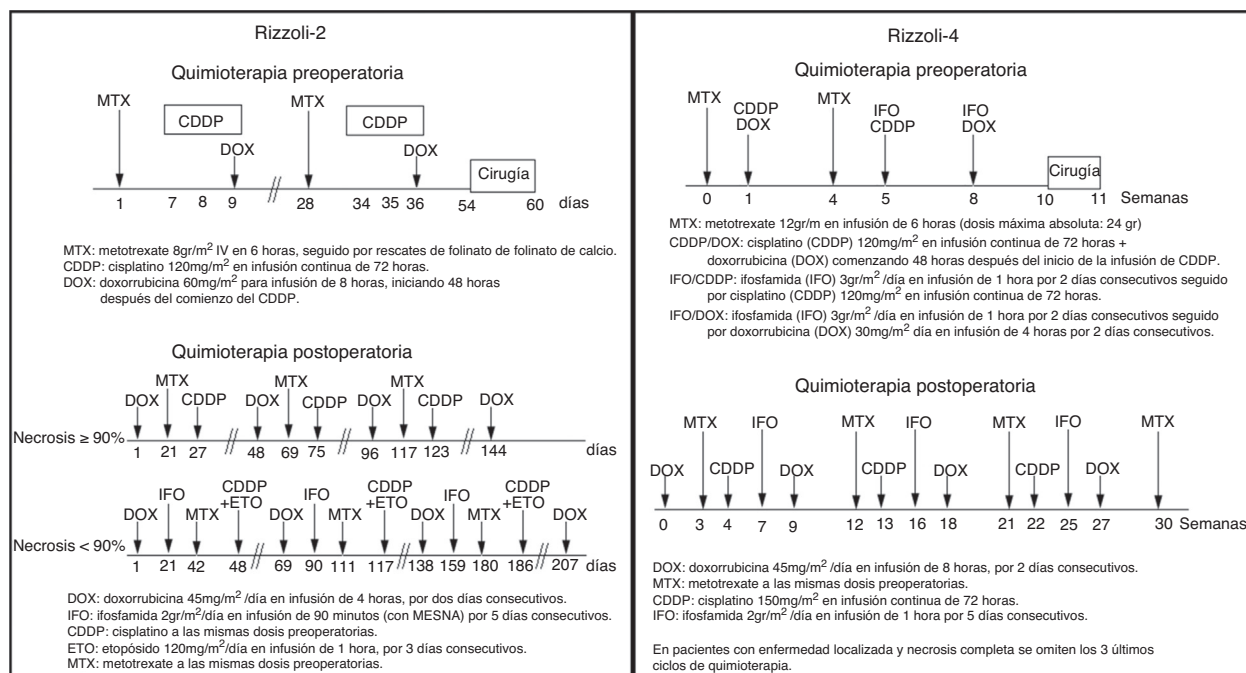 Rizzoli-2
Quimioterapia preoperatoria
MTX
CDDP
DOX
MTX
CDDP
DOX
Cirugía
1 7 8 9 // 28 34 35 36 54 60 días
MTX: metotrexate 8gr/m² IV en 6 horas, seguido por rescates de folinato de folinato de calcio.
CDDP: cisplatino 120mg/m² en infusión continua de 72 horas.
DOX: doxorrubicina 60mg/m² para infusión de 8 horas, iniciando 48 horas
después del comienzo del CDDP.
Quimioterapia postoperatoria
MTX MTX MTX
DOX CDDP DOX CDDP DOX CDDP DOX
Necrosis ≥ 90%
1 21 27 // 48 69 75 // 96 117 123 // 144 días
CDDP CDDP CDDP
IFO +ETO IFO +ETO IFO +ETO
DOX MTX DOX MTX DOX MTX DOX
Necrosis < 90%
1 21 42 48 // 69 90 111 117 // 138 159 180 186 // 207 días
DOX: doxorrubicina 45mg/m² /día en infusión de 4 horas, por dos días consecutivos.
IFO: ifosfamida 2gr/m²/día en infusión de 90 minutos (con MESNA) por 5 días consecutivos.
CDDP: cisplatino a las mismas dosis preoperatorias.
ETO: etopósido 120mg/m²/día en infusión de 1 hora, por 3 días consecutivos.
MTX: metotrexate a las mismas dosis preoperatorias.
Rizzoli-4
Quimioterapia preoperatoria
MTX CDDP MTX IFO IFO
DOX CDDP DOX
Cirugía
0 1 4 5 8 10 11 Semanas
MTX: metotrexate 12gr/m en infusión de 6 horas (dosis máxima absoluta: 24 gr)
CDDP/DOX: cisplatino (CDDP) 120mg/m² en infusión continua de 72 horas +
doxorrubicina (DOX) comenzando 48 horas después del inicio de la infusión de CDDP.
IFO/CDDP: ifosfamida (IFO) 3gr/m² /día en infusión de 1 hora por 2 días consecutivos seguido
por cisplatino (CDDP) 120mg/m² en infusión continua de 72 horas.
IFO/DOX: ifosfamida (IFO) 3gr/m² /día en infusión de 1 hora por 2 días consecutivos seguido
por doxorrubicina (DOX) 30mg/m² día en infusión de 4 horas por 2 días consecutivos.
Quimioterapia postoperatoria
MTX IFO MTX IFO MTX IFO MTX
DOX CDDP DOX CDDP DOX CDDP DOX
0 3 4 7 9 12 13 16 18 21 22 25 27 30 Semanas
DOX: doxorrubicina 45mg/m² /día en infusión de 8 horas, por 2 días consecutivos.
MTX: metotrexate a las mismas dosis preoperatorias.
CDDP: cisplatino 150mg/m² en infusión continua de 72 horas.
IFO: ifosfamida 2gr/m² /día en infusión de 1 hora por 5 días consecutivos.
En pacientes con enfermedad localizada y necrosis completa se omiten los 3 últimos
ciclos de quimioterapia.